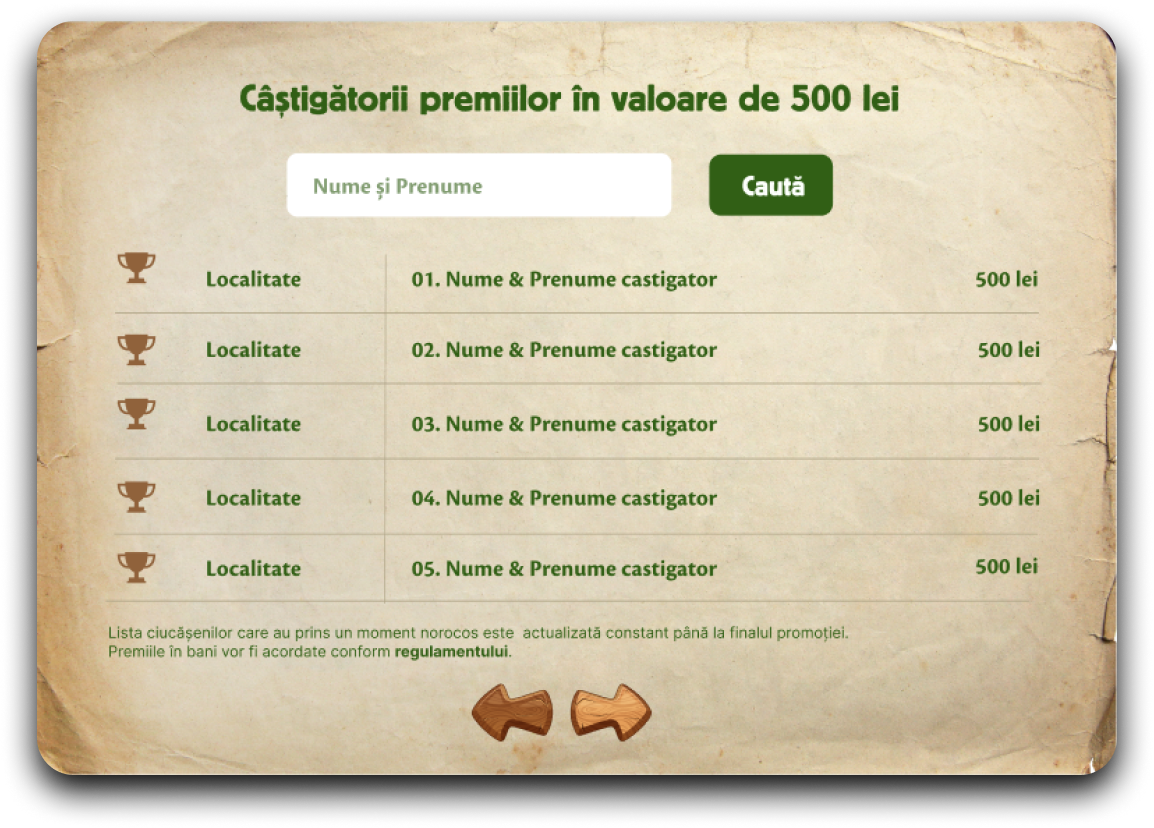 Câștigătorii premiilor în valoare de 500 lei
Nume și Prenume
Caută
Localitate 01. Nume & Prenume castigator 500 lei
Localitate 02. Nume & Prenume castigator 500 lei
Localitate 03. Nume & Prenume castigator 500 lei
Localitate 04. Nume & Prenume castigator 500 lei
Localitate 05. Nume & Prenume castigator 500 lei
Lista ciucășenilor care au prins un moment norocos este  actualizată constant până la finalul promoției.
Premiile în bani vor fi acordate conform regulamentului.